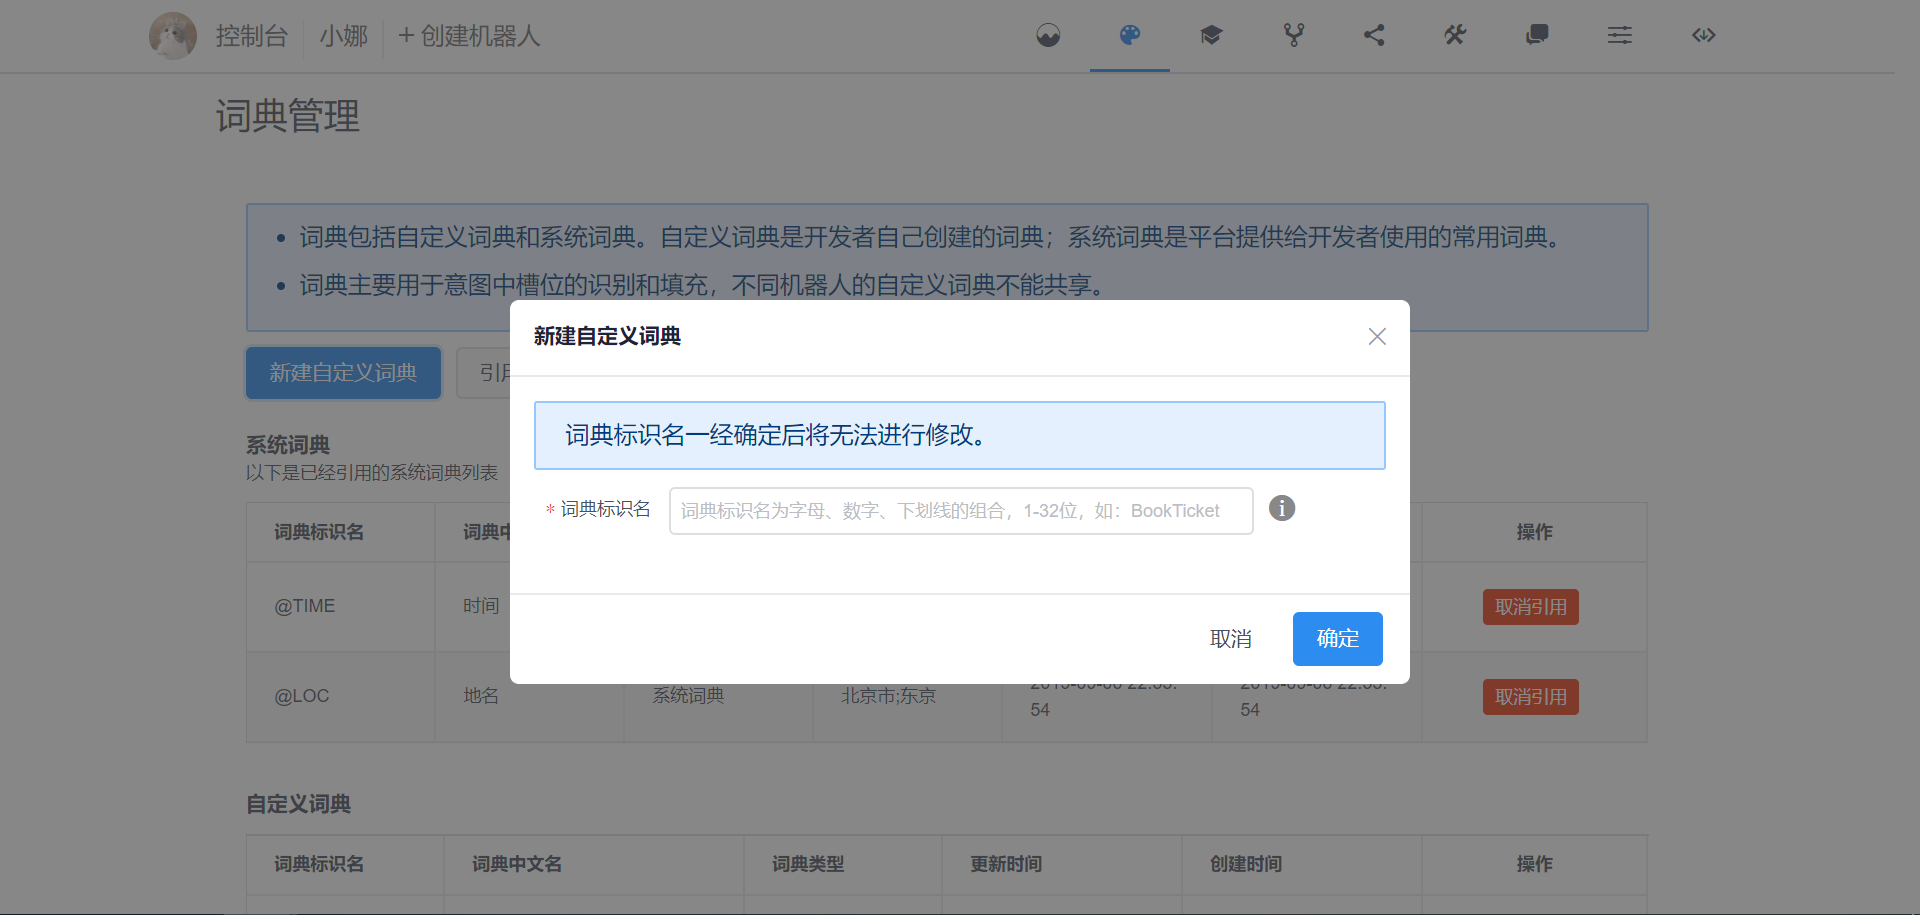 控制台 小娜 + 创建机器人
词典管理
词典包括自定义词典和系统词典。自定义词典是开发者自己创建的词典；系统词典是平台提供给开发者使用的常用词典。
词典主要用于意图中槽位的识别和填充，不同机器人的自定义词典不能共享。
新建自定义词典
词典标识名一经确定后将无法进行修改。
* 词典标识名 词典标识名为字母、数字、下划线的组合，1-32位，如：BookTicket
取消 确定
新建自定义词典 引
系统词典
以下是已经引用的系统词典列表
词典标识名 词典 操作
@TIME 时间 取消引用
@LOC 地名 系统词典 北京市;东京 54 54 取消引用
自定义词典
词典标识名 词典中文名 词典类型 更新时间 创建时间 操作